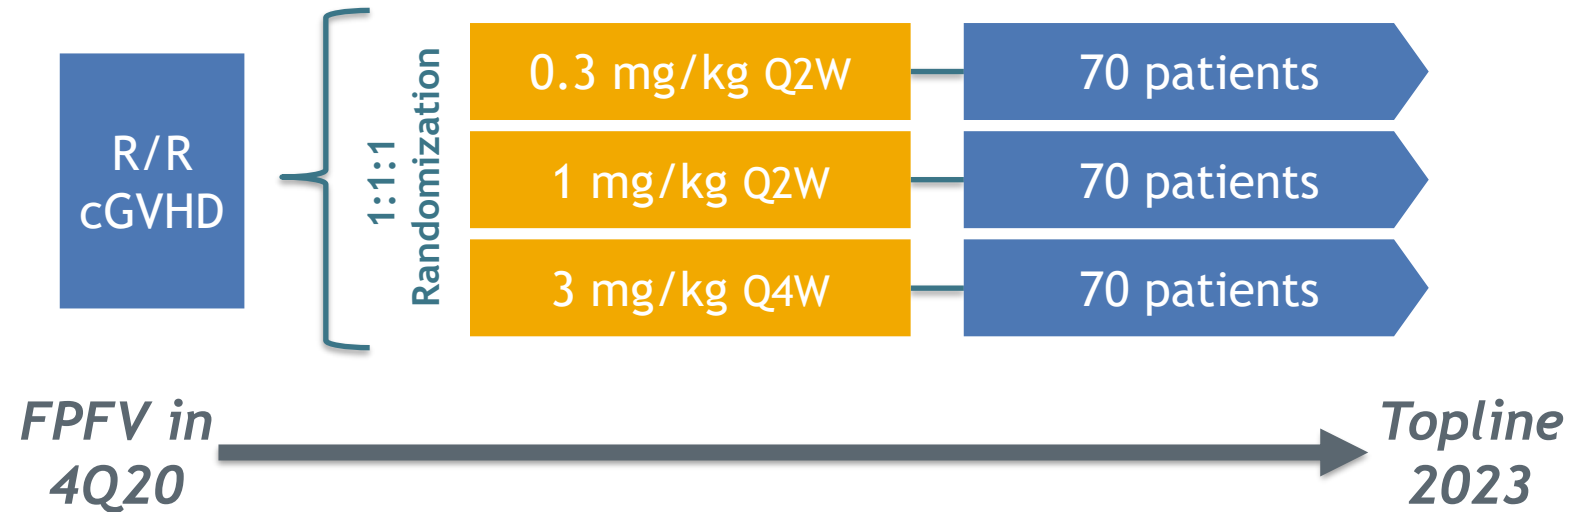 R/R
cGVHD
1:1:1
Randomization
0.3 mg/kg Q2W
70 patients
1 mg/kg Q2W
70 patients
3 mg/kg Q4W
70 patients
FPFV in
4Q20
Topline
2023